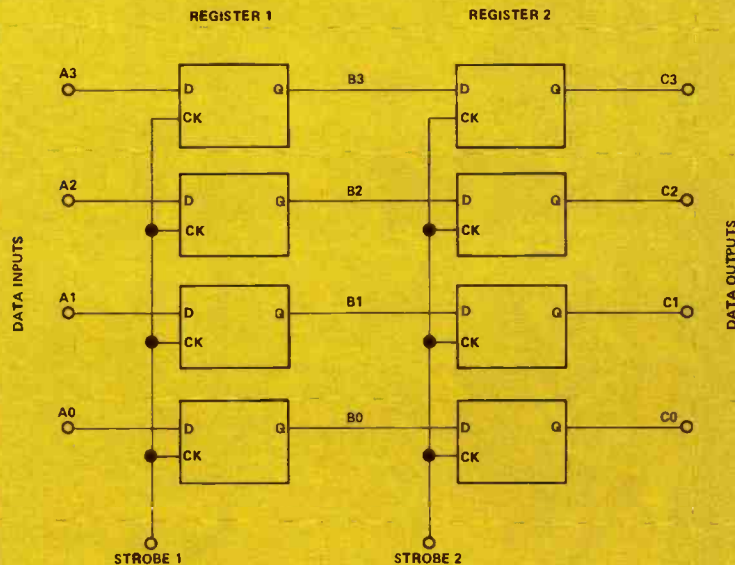 REGISTER 1
REGISTER 2
A3
D
Q
CK
B3
D
Q
CK
C3
A2
D
Q
CK
B2
D
Q
CK
C2
DATA INPUTS
DATA OUTPUTS
A1
D
Q
CK
B1
D
Q
CK
C1
A0
D
Q
CK
B0
D
Q
CK
C0
STROBE 1
STROBE 2